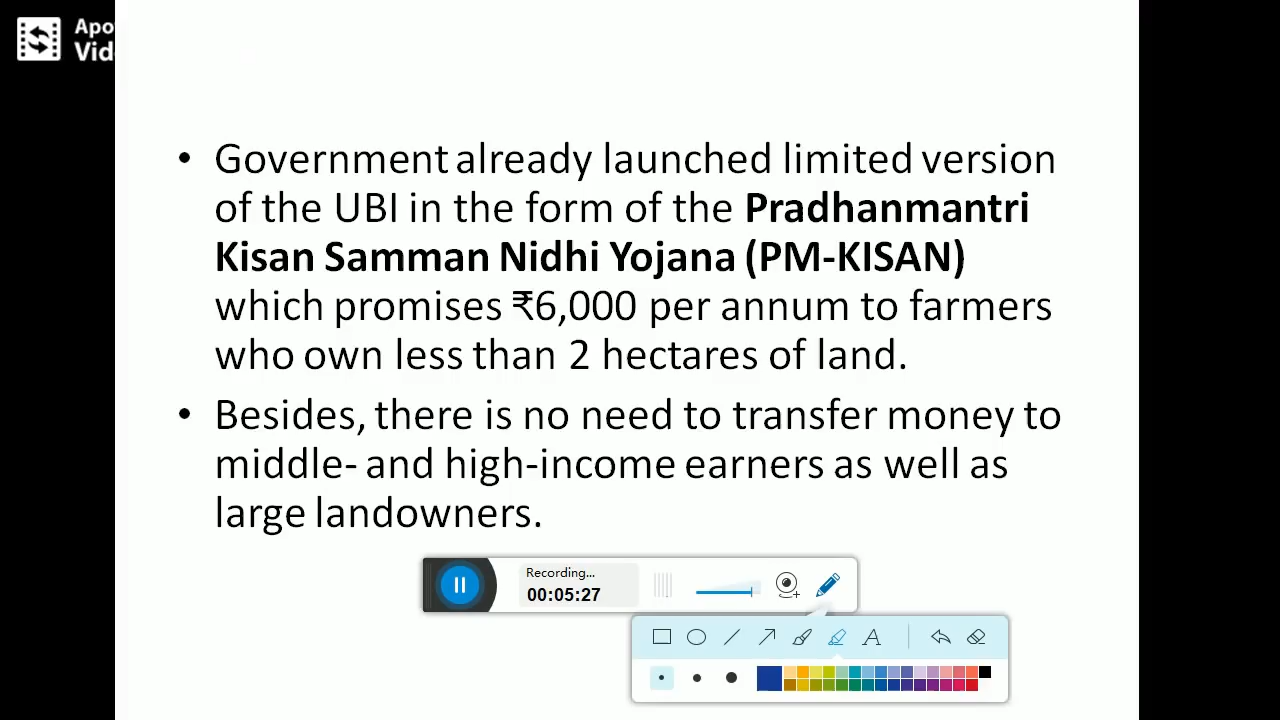 Apo
Vid
• Government already launched limited version
of the UBI in the form of the Pradhanmantri
Kisan Samman Nidhi Yojana (PM-KISAN)
which promises ₹6,000 per annum to farmers
who own less than 2 hectares of land.
• Besides, there is no need to transfer money to
middle- and high-income earners as well as
large landowners.
Recording...
00:05:27
A